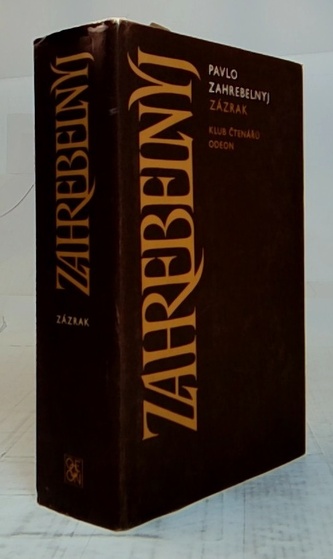 ZAHREBELNYJ
ZÁZRAK
ZAHREBELNYJ
PAVLO
ZAHREBELNYJ
ZÁZRAK
KLUB ČTENÁŘŮ
ODEON